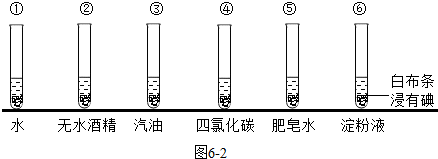 ① ② ③ ④ ⑤ ⑥
白布条
浸有碘
水 无水酒精 汽油 四氯化碳 肥皂水 淀粉液
图6-2